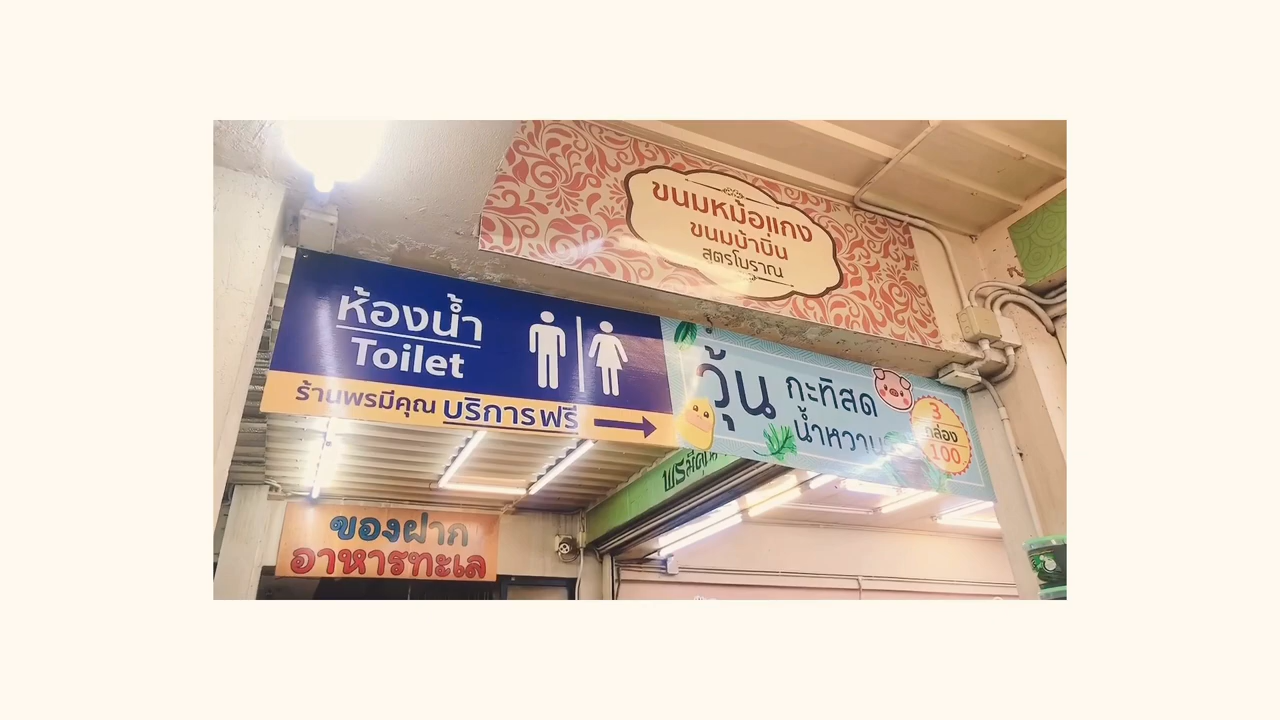 ขนมหม้อแกง
ขนมบ้าบิ่น
สูตรโบราณ
ห้องน้ำ
Toilet
ร้านพรมีคุณ บริการฟรี
วุ้น กะทิสด
น้ำหวาน
3
กล่อง
100
ของฝาก
อาหารทะเล